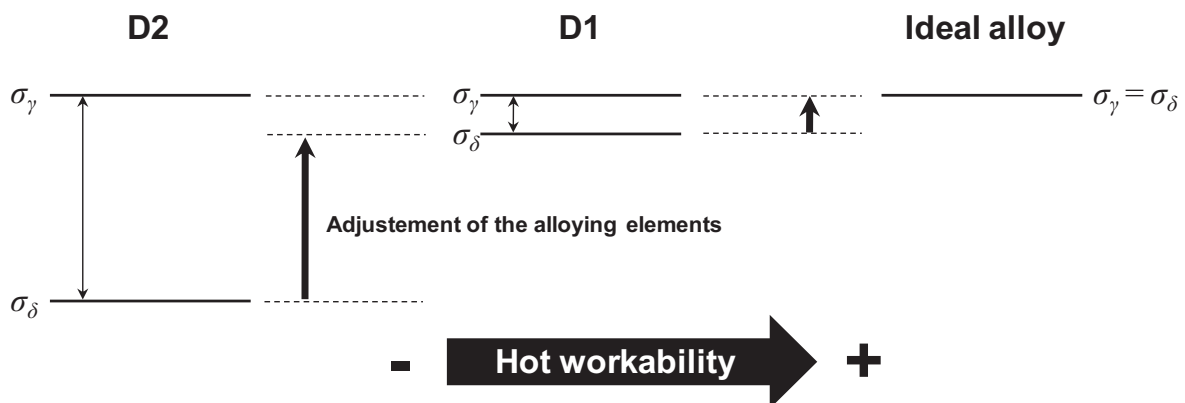 D2
D1
Ideal alloy
σγ
σγ
σγ = σδ
σδ
Adjustement of the alloying elements
σδ
-
Hot workability
+